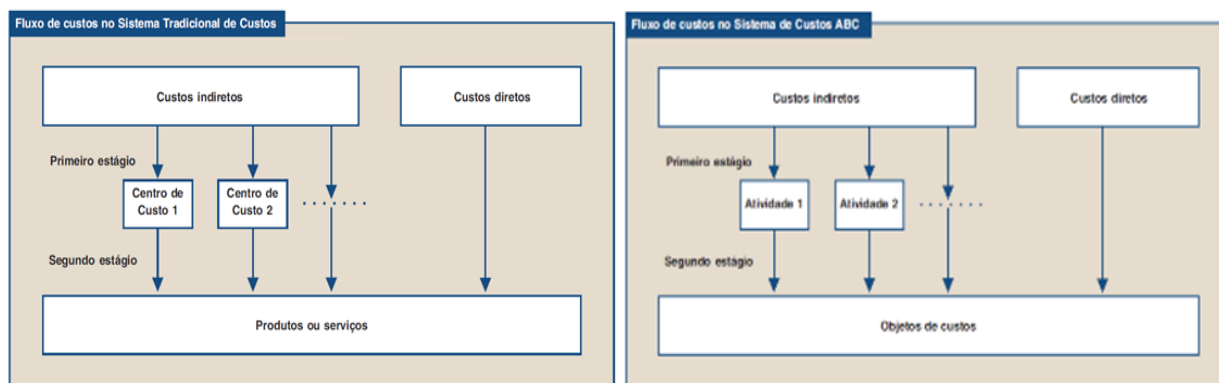 Fluxo de custos no Sistema Tradicional de Custos
Custos indiretos
Custos diretos
Primeiro estágio
Centro de
Custo 1
Centro de
Custo 2
Segundo estágio
Produtos ou serviços
Fluxo de custos no Sistema de Custos ABC
Custos indiretos
Custos diretos
Primeiro estágio
Atividade 1
Atividade 2
Segundo estágio
Objetos de custos